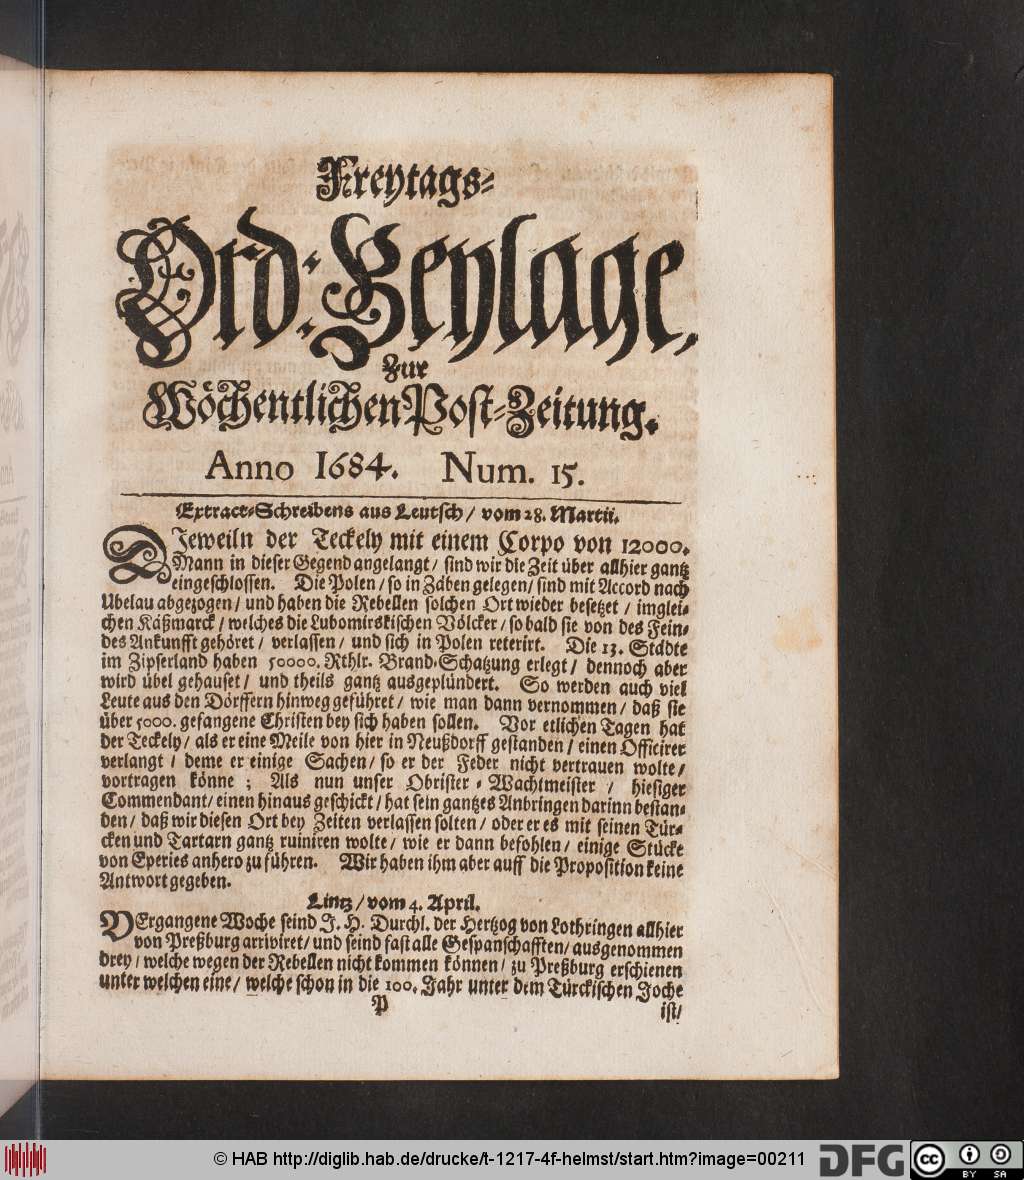 Freytags-
Ord: Beylage,
Zur
Wöchentlichen Post-Zeitung.
Anno 1684. Num. 15.
Extract-Schreibens aus Leutsch / vom 28. Martii.
DJeweiln der Teckely mit einem Corpo von 12000.
Mann in dieser Gegend angelangt / sind wir die Zeit über allhier gantz
eingeschlossen. Die Polen / so in Zäben gelegen / sind mit Accord nach
Ubelau abgezogen / und haben die Rebellen solchen Ort wieder besetzet / imglei-
chen Käßmarck / welches die Lubomirskischen Völcker / so bald sie von des Fein-
des Ankunfft gehöret / verlassen / und sich in Polen reterirt. Die 13. Städte
im Zipserland haben 50000. Rthlr. Brand-Schatzung erlegt / dennoch aber
wird übel gehauset / und theils gantz ausgeplündert. So werden auch viel
Leute aus den Dörffern hinweg geführet / wie man dann vernommen / daß sie
über 5000. gefangene Christen bey sich haben sollen. Vor etlichen Tagen hat
der Teckely / als er eine Meile von hier in Neußdorff gestanden / einen Officirer
verlangt / deme er einige Sachen / so er der Feder nicht vertrauen wolte /
vortragen könne ; Als nun unser Obrister-Wachtmeister / hiesiger
Commendant / einen hinaus geschickt / hat sein gantzes Anbringen darinn bestan-
den / daß wir diesen Ort bey Zeiten verlassen solten / oder er es mit seinen Tür-
cken und Tartarn gantz ruiniren wolte / wie er dann befohlen / einige Stücke
von Eperies anhero zu führen. Wir haben ihm aber auff die Proposition keine
Antwort gegeben.
Lintz / vom 4. April.
VErgangene Woche seind J. H. Durchl. der Hertzog von Lothringen allhier
von Preßburg arriviret / und seind fast alle Gespanschafften / ausgenommen
drey / welche wegen der Rebellen nicht kommen können / zu Preßburg erschienen
unter welchen eine / welche schon in die 100. Jahr unter dem Türckischen Joche
P ist/
© HAB http://diglib.hab.de/drucke/t-1217-4f-helmst/start.htm?image=00211
DFG
cc BY SA